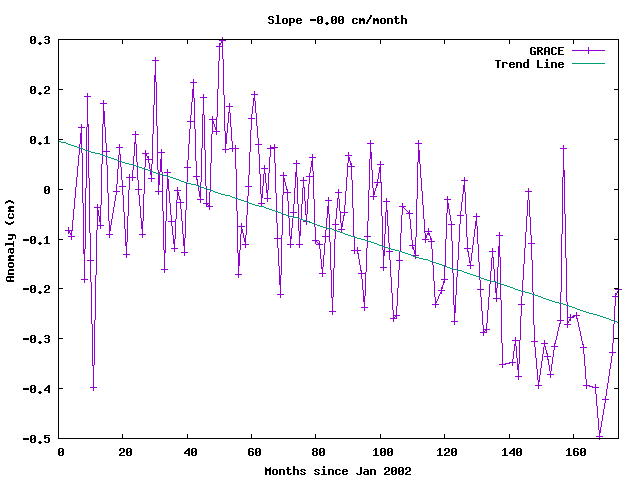 Slope -0.00 cm/month
GRACE
Trend Line
0.3
0.2
0.1
0
-0.1
-0.2
-0.3
-0.4
-0.5
Anomaly (cm)
0 20 40 60 80 100 120 140 160
Months since Jan 2002